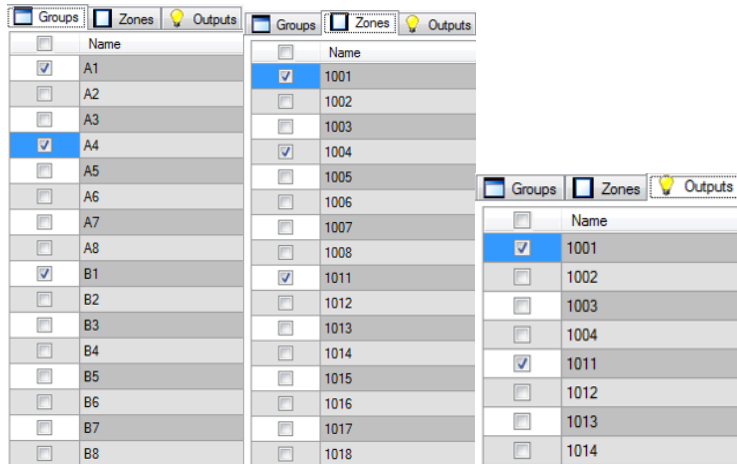 Groups Zones Outputs
Name
A1
A2
A3
A4
A5
A6
A7
A8
B1
B2
B3
B4
B5
B6
B7
B8
Groups Zones Outputs
Name
1001
1002
1003
1004
1005
1006
1007
1008
1011
1012
1013
1014
1015
1016
1017
1018
Groups Zones Outputs
Name
1001
1002
1003
1004
1011
1012
1013
1014